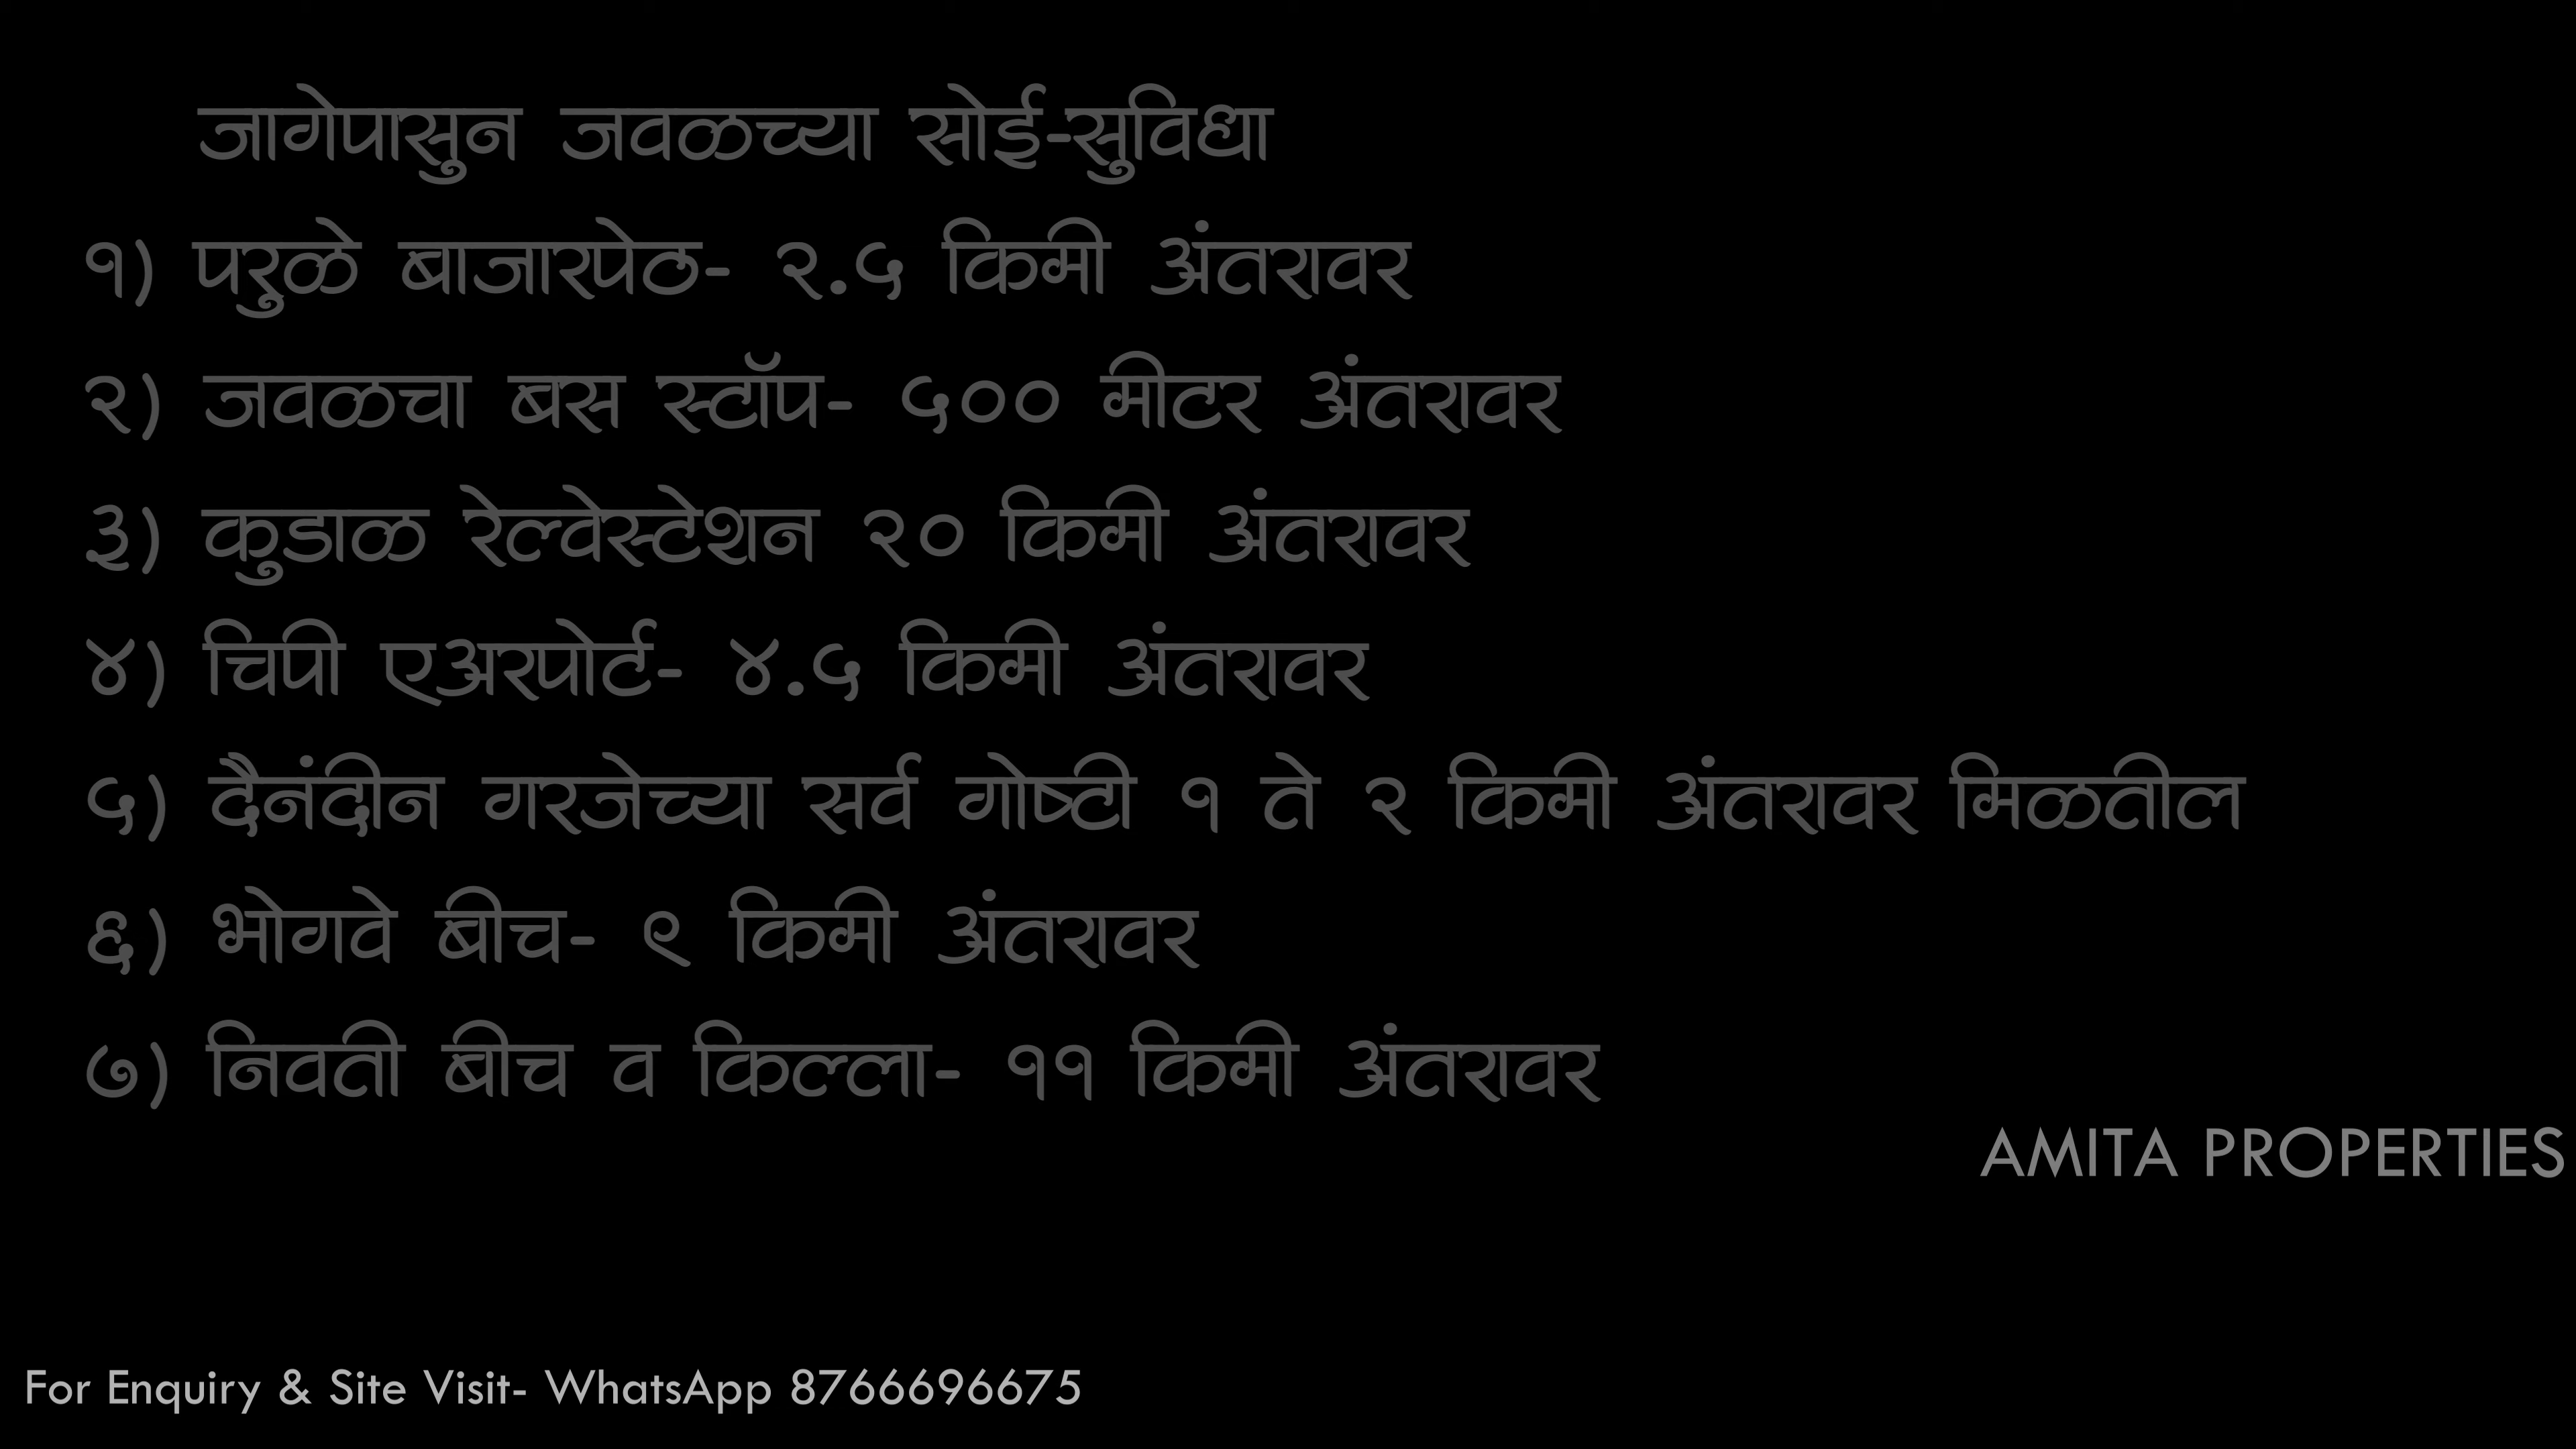 जागेपासुन जवळच्या सोई-सुविधा
१) परुळे बाजारपेठ- २.५ किमी अंतरावर
२) जवळचा बस स्टॉप- ५०० मीटर अंतरावर
३) कुडाळ रेल्वेस्टेशन २० किमी अंतरावर
४) चिपी एअरपोर्ट- ४.५ किमी अंतरावर
५) दैनंदीन गरजेच्या सर्व गोष्टी १ ते २ किमी अंतरावर मिळतील
६) भोगवे बीच- ९ किमी अंतरावर
७) निवती बीच व किल्ला- ११ किमी अंतरावर
AMITA PROPERTIES
For Enquiry & Site Visit- WhatsApp 8766696675